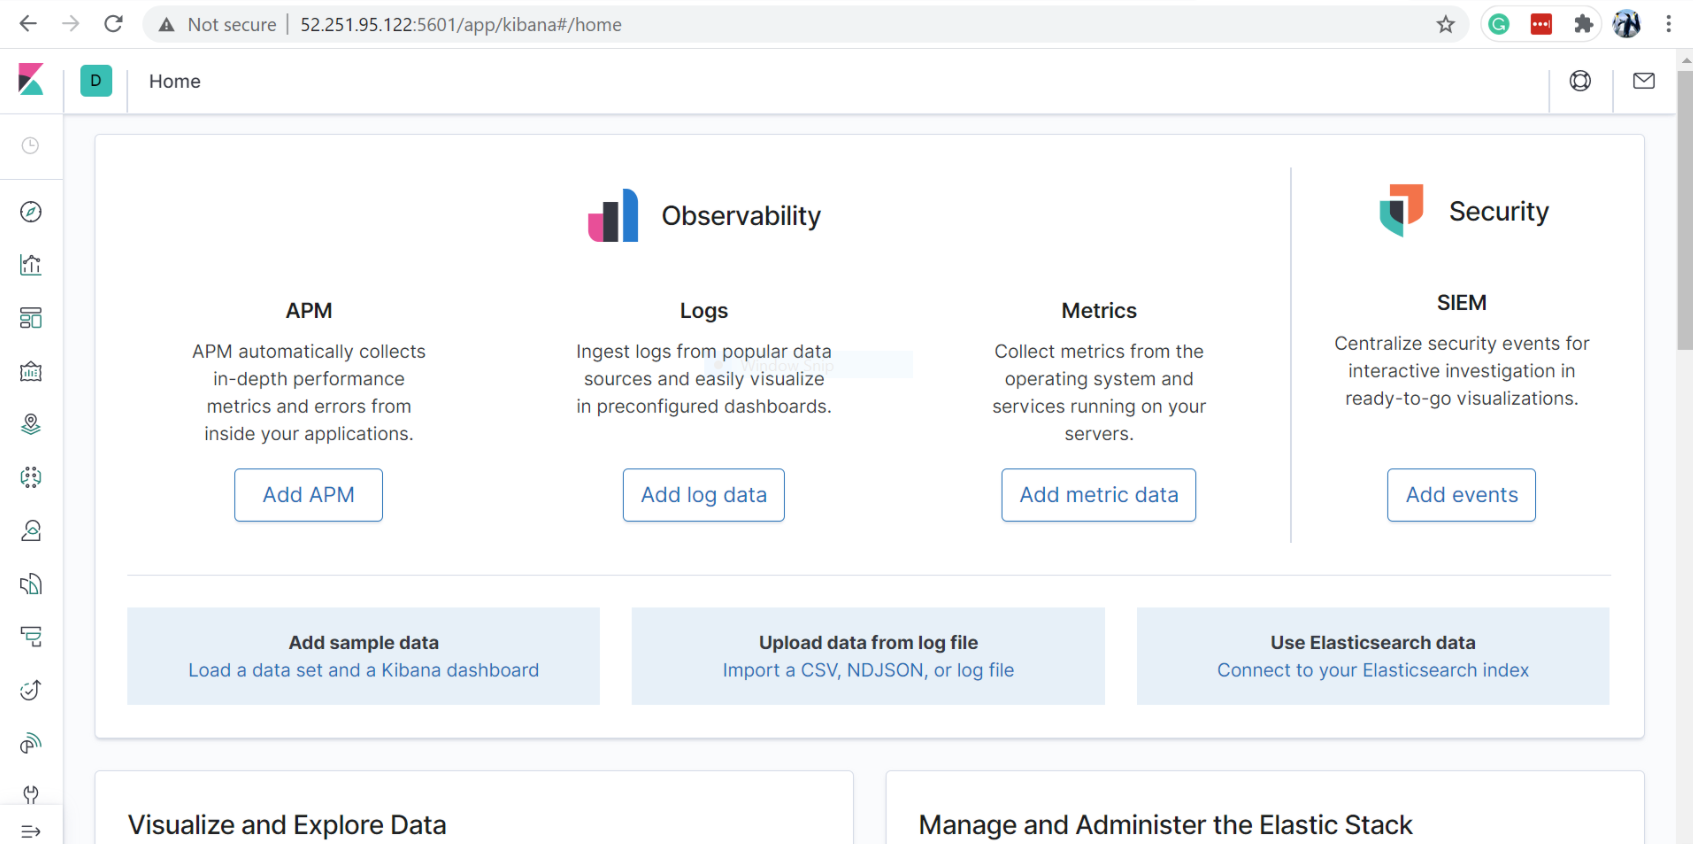 Not secure | 52.251.95.122:5601/app/kibana#/home
D
Home
Observability
Security
APM
APM automatically collects
in-depth performance
metrics and errors from
inside your applications.
Add APM
Logs
Ingest logs from popular data
sources and easily visualize
in preconfigured dashboards.
Window Snip
Add log data
Metrics
Collect metrics from the
operating system and
services running on your
servers.
Add metric data
SIEM
Centralize security events for
interactive investigation in
ready-to-go visualizations.
Add events
Add sample data
Load a data set and a Kibana dashboard
Upload data from log file
Import a CSV, NDJSON, or log file
Use Elasticsearch data
Connect to your Elasticsearch index
Visualize and Explore Data
Manage and Administer the Elastic Stack